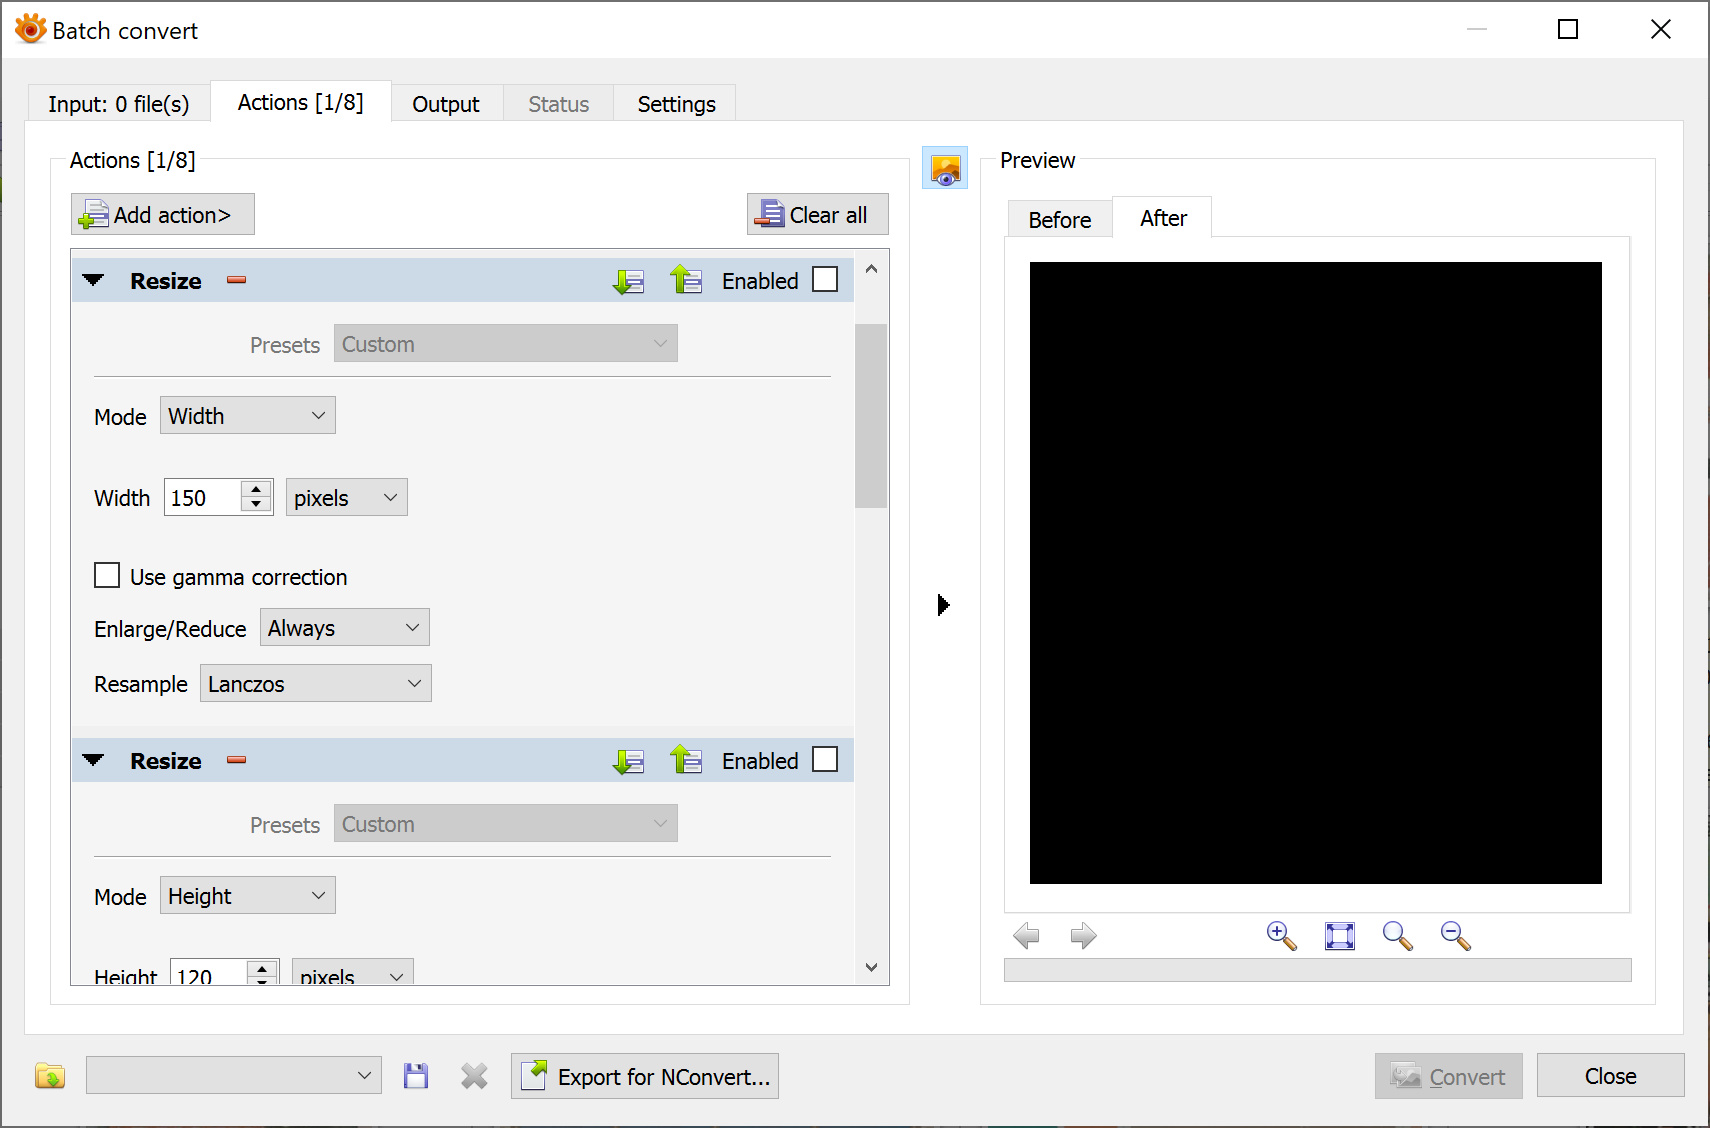 Batch convert
Input: 0 file(s)
Actions [1/8]
Output
Status
Settings
Actions [1/8]
Add action>
Clear all
Resize
Enabled
Presets
Custom
Mode
Width
Width
150
pixels
Use gamma correction
Enlarge/Reduce
Always
Resample
Lanczos
Resize
Enabled
Presets
Custom
Mode
Height
Height
120
pixels
Preview
Before
After
Export for NConvert...
Convert
Close